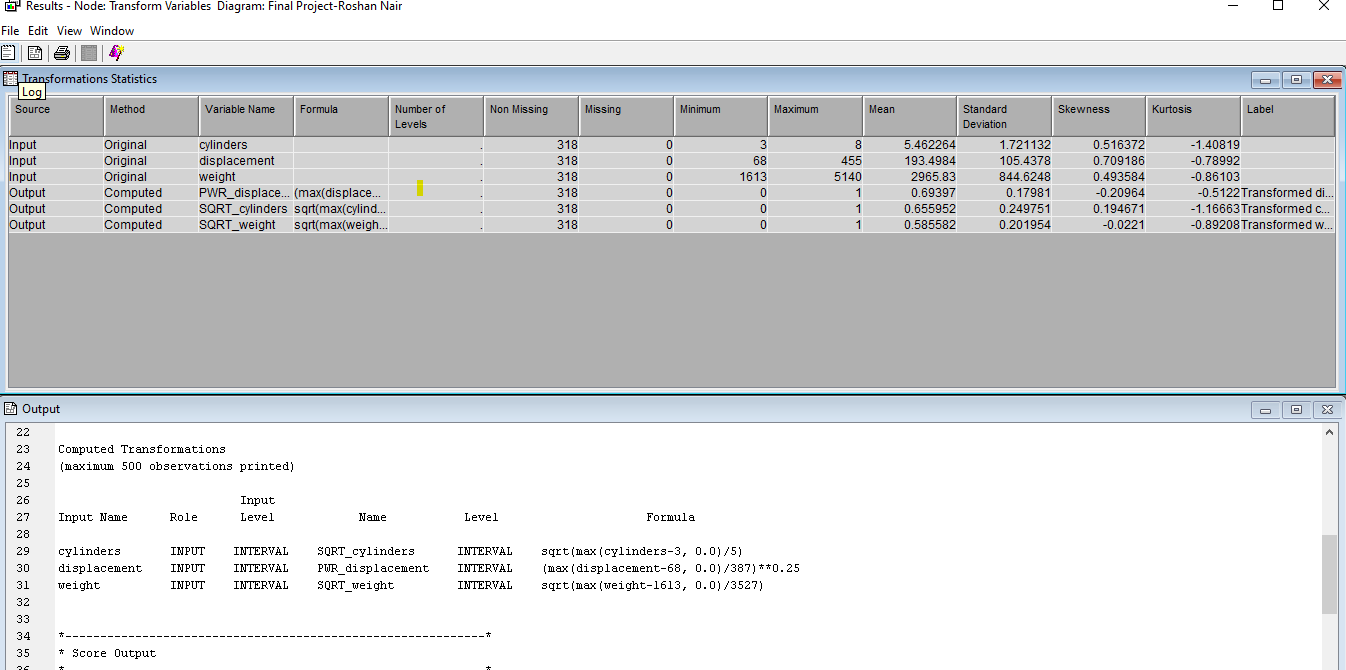 Results - Node: Transform Variables Diagram: Final Project-Roshan Nair
File Edit View Window
Transformations Statistics
Log
Source Method Variable Name Formula Number of Levels Non Missing Missing Minimum Maximum Mean Standard Deviation Skewness Kurtosis Label
Input Original cylinders . 318 0 3 8 5.462264 1.721132 0.516372 -1.40819
Input Original displacement . 318 0 68 455 193.4984 105.4378 0.709186 -0.78992
Input Original weight . 318 0 1613 5140 2965.83 844.6248 0.493584 -0.86103
Output Computed PWR_displace... (max(displace... . 318 0 0 1 0.69397 0.17981 -0.20964 -0.5122 Transformed di...
Output Computed SQRT_cylinders sqrt(max(cylind... . 318 0 0 1 0.655952 0.249751 0.194671 -1.16663 Transformed c...
Output Computed SQRT_weight sqrt(max(weigh... . 318 0 0 1 0.585582 0.201954 -0.0221 -0.89208 Transformed w...
Output
22
23 Computed Transformations
24 (maximum 500 observations printed)
25
26 Input
27 Input Name Role Level Name Level Formula
28
29 cylinders INPUT INTERVAL SQRT_cylinders INTERVAL sqrt(max(cylinders-3, 0.0)/5)
30 displacement INPUT INTERVAL PWR_displacement INTERVAL (max(displacement-68, 0.0)/387)**0.25
31 weight INPUT INTERVAL SQRT_weight INTERVAL sqrt(max(weight-1613, 0.0)/3527)
32
33
34 *------------------------------------------------------------*
35 * Score Output
36 *------------------------------------------------------------*